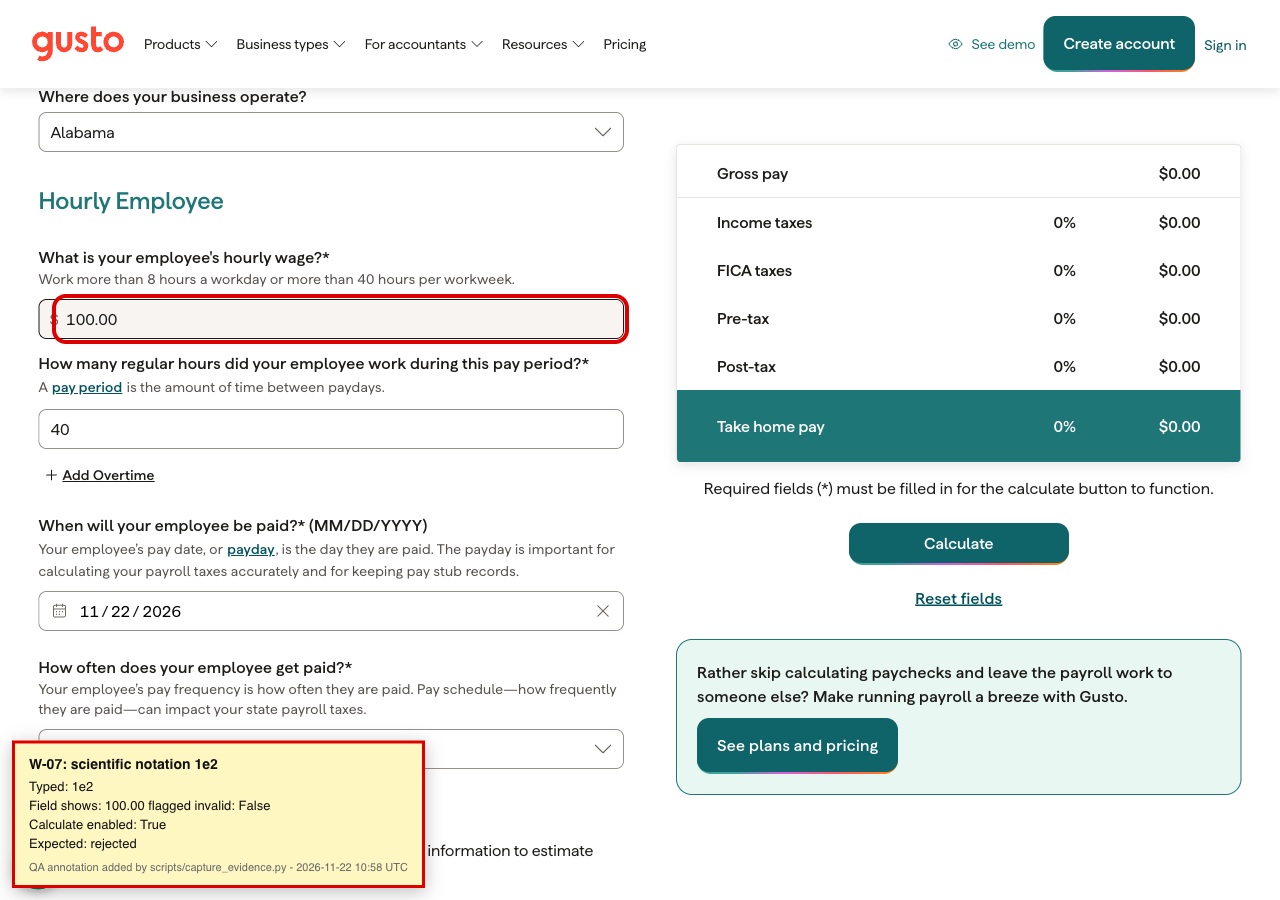 gusto
Products
Business types
For accountants
Resources
Pricing
See demo
Create account
Sign in
Where does your business operate?
Alabama
Hourly Employee
What is your employee's hourly wage?*
Work more than 8 hours a workday or more than 40 hours per workweek.
$ 100.00
How many regular hours did your employee work during this pay period?*
A pay period is the amount of time between paydays.
40
+ Add Overtime
When will your employee be paid?* (MM/DD/YYYY)
Your employee's pay date, or payday, is the day they are paid. The payday is important for
calculating your payroll taxes accurately and for keeping pay stub records.
11 / 22 / 2026
How often does your employee get paid?*
Your employee's pay frequency is how often they are paid. Pay schedule—how frequently
they are paid—can impact your state payroll taxes.
information to estimate
W-07: scientific notation 1e2
Typed: 1e2
Field shows: 100.00 flagged invalid: False
Calculate enabled: True
Expected: rejected
QA annotation added by scripts/capture_evidence.py - 2026-11-22 10:58 UTC
Gross pay $0.00
Income taxes 0% $0.00
FICA taxes 0% $0.00
Pre-tax 0% $0.00
Post-tax 0% $0.00
Take home pay 0% $0.00
Required fields (*) must be filled in for the calculate button to function.
Calculate
Reset fields
Rather skip calculating paychecks and leave the payroll work to
someone else? Make running payroll a breeze with Gusto.
See plans and pricing